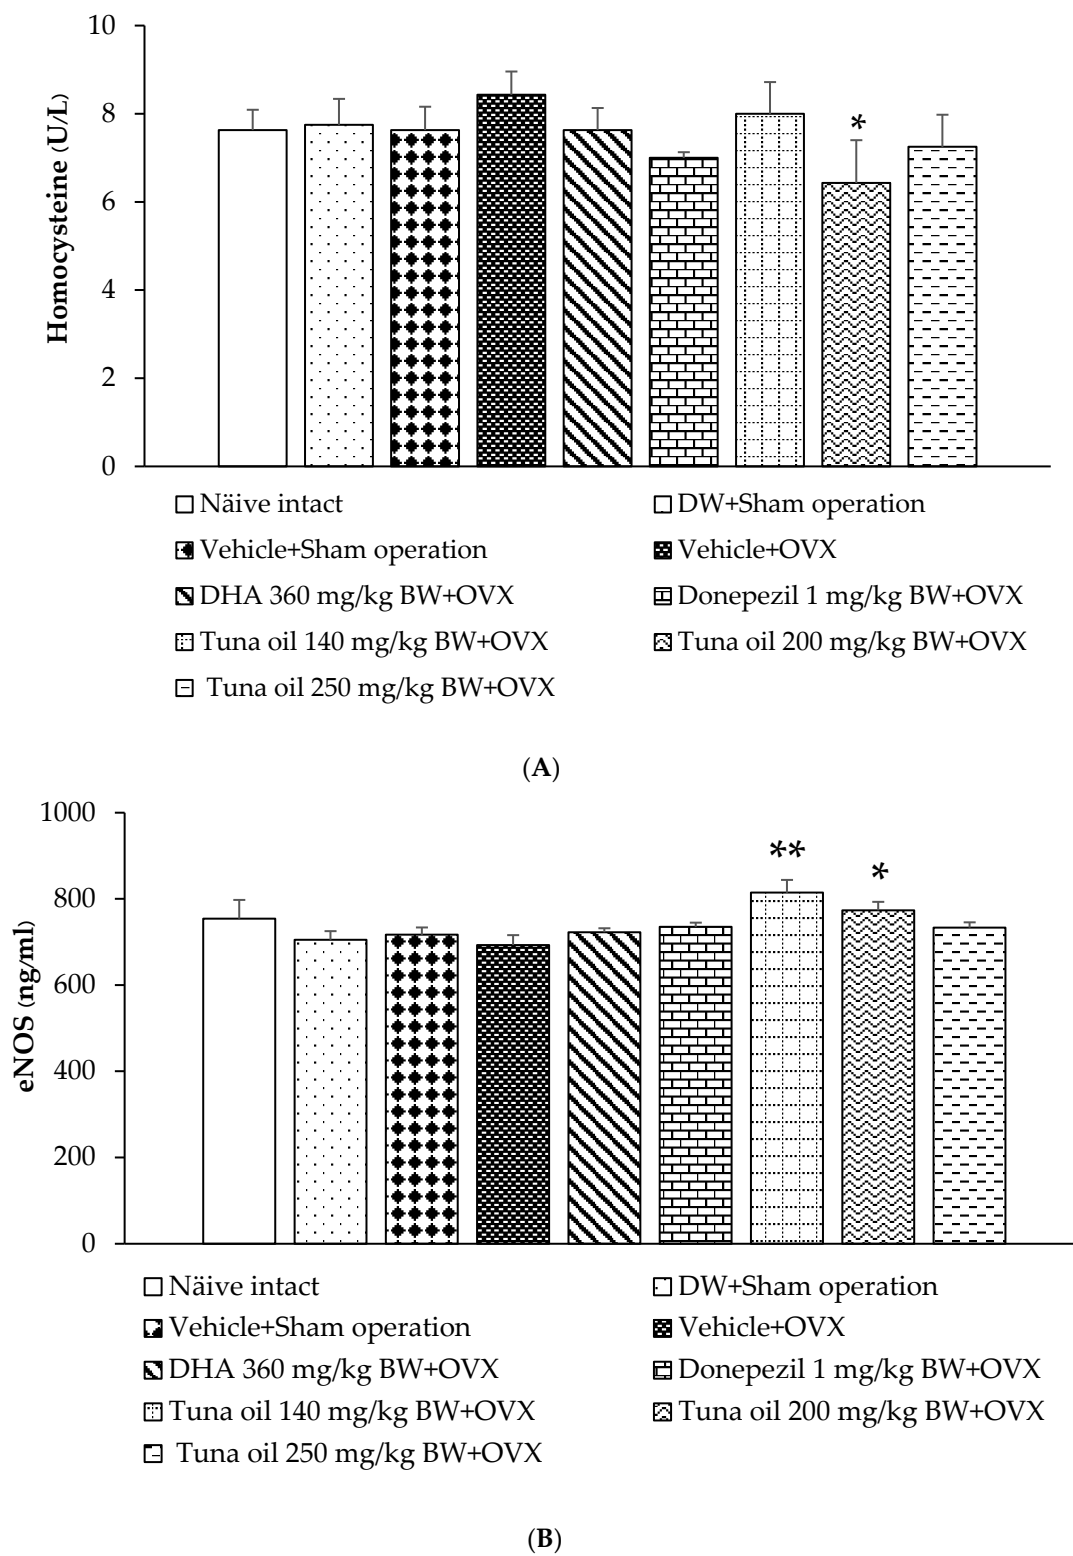 10
8
6
4
2
0
Homocysteine (U/L)
*
Näive intact DW+Sham operation
Vehicle+Sham operation Vehicle+OVX
DHA 360 mg/kg BW+OVX Donepezil 1 mg/kg BW+OVX
Tuna oil 140 mg/kg BW+OVX Tuna oil 200 mg/kg BW+OVX
Tuna oil 250 mg/kg BW+OVX
(A)
1000
800
600
400
200
0
eNOS (ng/ml)
**
*
Näive intact DW+Sham operation
Vehicle+Sham operation Vehicle+OVX
DHA 360 mg/kg BW+OVX Donepezil 1 mg/kg BW+OVX
Tuna oil 140 mg/kg BW+OVX Tuna oil 200 mg/kg BW+OVX
Tuna oil 250 mg/kg BW+OVX
(B)